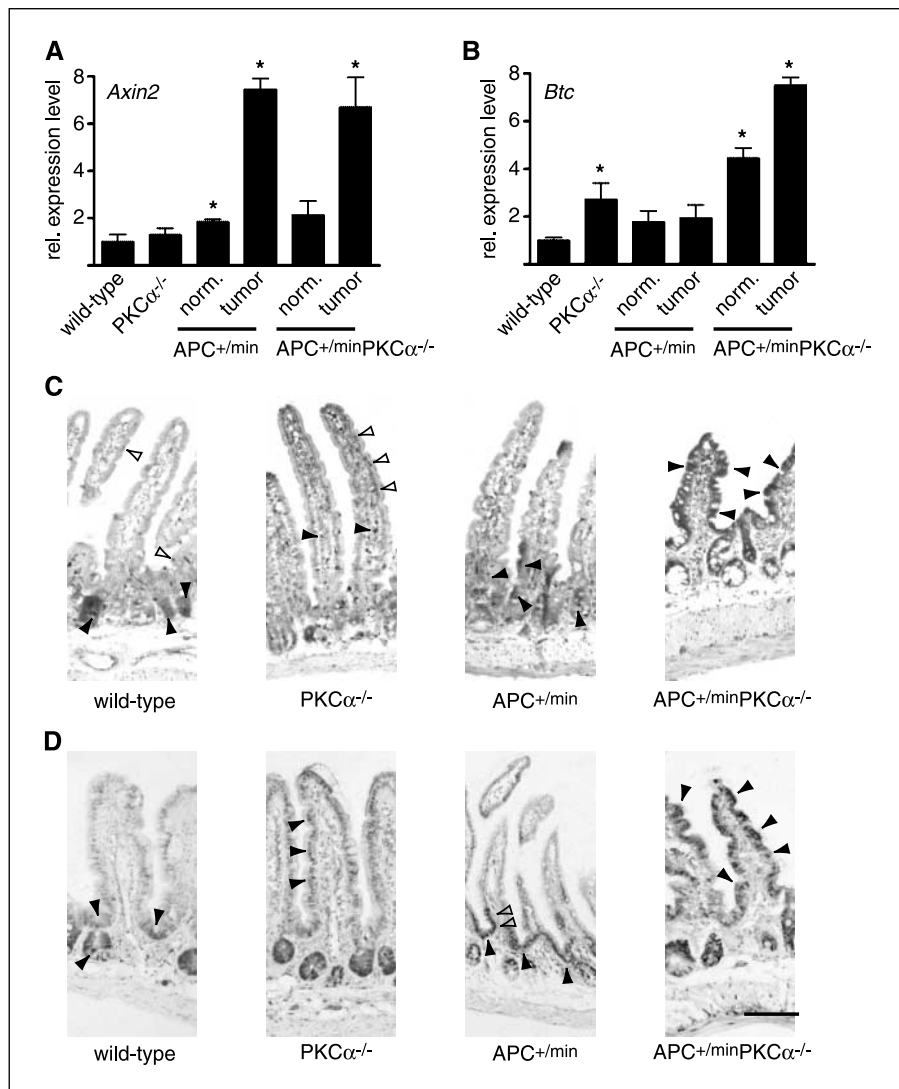 A
B
8
6
4
2
rel. expression level
Axin2
*
*
*
wild-type
PKCα-/-
norm.
tumor
norm.
tumor
APC+/min
APC+/minPKCα-/-
8
6
4
2
rel. expression level
Btc
*
*
*
wild-type
PKCα-/-
norm.
tumor
norm.
tumor
APC+/min
APC+/minPKCα-/-
C
wild-type
PKCα-/-
APC+/min
APC+/minPKCα-/-
D
wild-type
PKCα-/-
APC+/min
APC+/minPKCα-/-